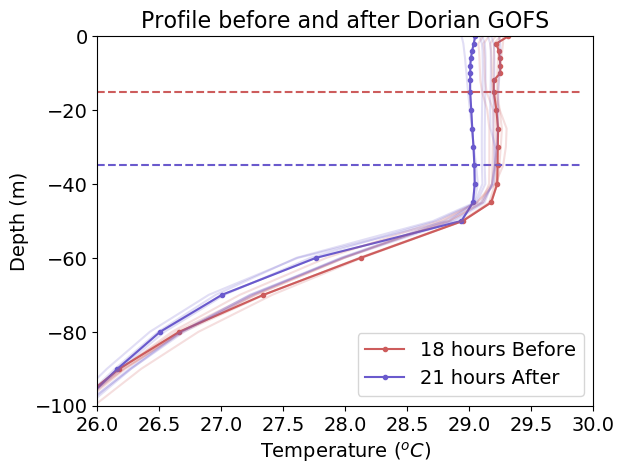 Profile before and after Dorian GOFS
0
−20
−40
−60
−80
−100
Depth (m)
18 hours Before
21 hours After
26.0 26.5 27.0 27.5 28.0 28.5 29.0 29.5 30.0
Temperature (°C)